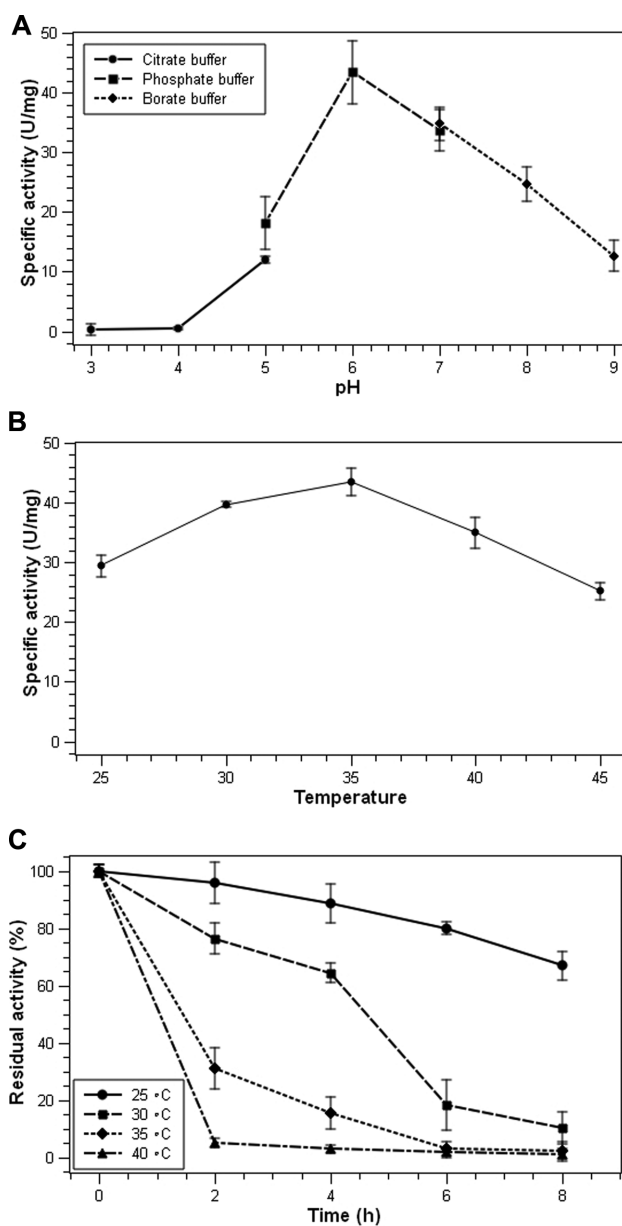 A
50
40
30
20
10
0
Specific activity (U/mg)
Citrate buffer
Phosphate buffer
Borate buffer
3 4 5 6 7 8 9
pH
B
50
40
30
20
10
0
Specific activity (U/mg)
25 30 35 40 45
Temperature
C
100
80
60
40
20
0
Residual activity (%)
25 °C
30 °C
35 °C
40 °C
0 2 4 6 8
Time (h)